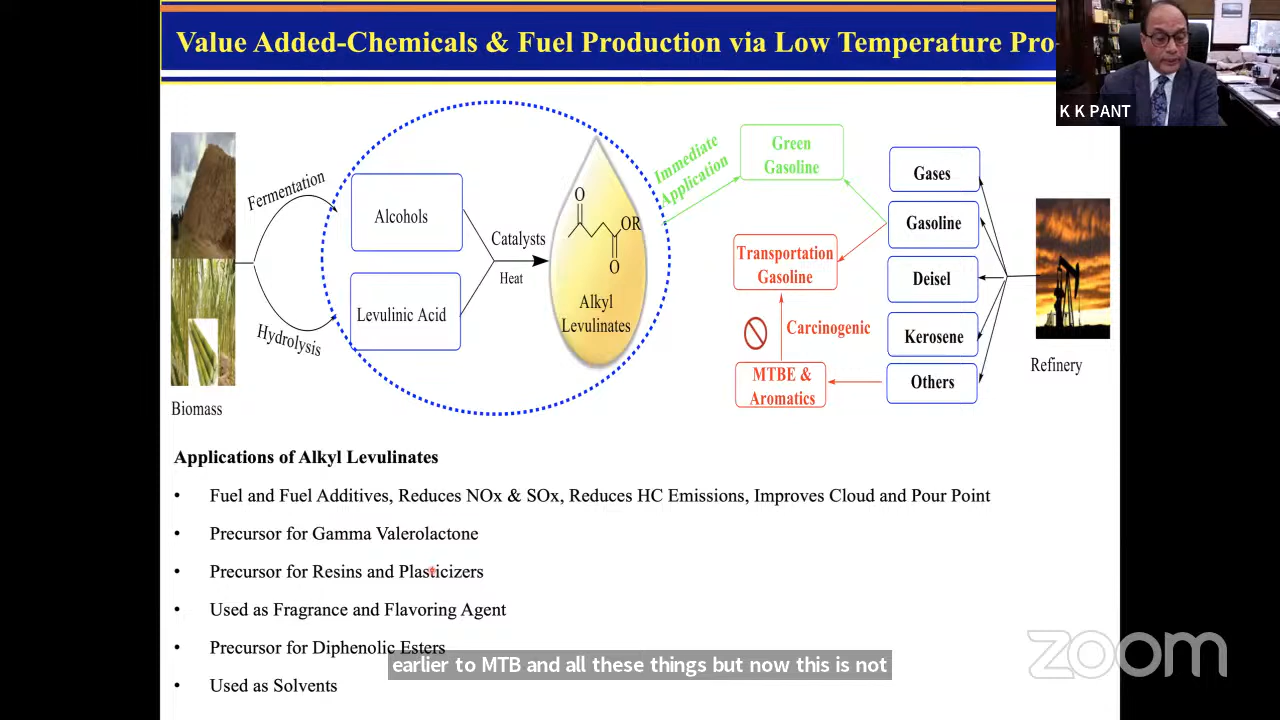 Value Added-Chemicals & Fuel Production via Low Temperature Pro-
K K PANT
Fermentation
Hydrolysis
Biomass
Alcohols
Levulinic Acid
Catalysts
Heat
O
OR
O
Alkyl
Levulinates
Immediate
Application
Green
Gasoline
Transportation
Gasoline
Carcinogenic
MTBE &
Aromatics
Gases
Gasoline
Deisel
Kerosene
Others
Refinery
Applications of Alkyl Levulinates
• Fuel and Fuel Additives, Reduces NOx & SOx, Reduces HC Emissions, Improves Cloud and Pour Point
• Precursor for Gamma Valerolactone
• Precursor for Resins and Plasticizers
• Used as Fragrance and Flavoring Agent
• Precursor for Diphenolic Esters
• Used as Solvents
earlier to MTB and all these things but now this is not
zoom